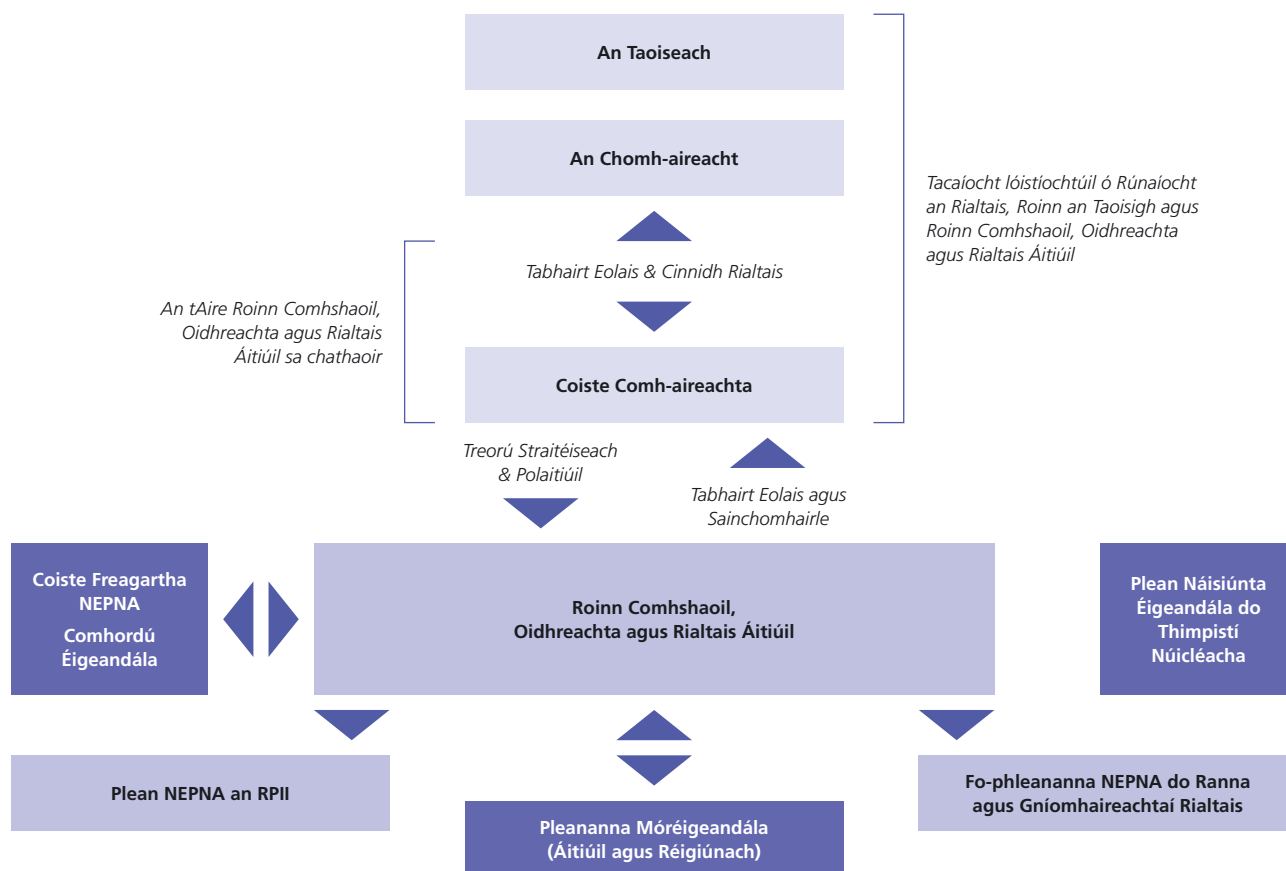 An Taoiseach
An Chomh-aireacht
Tacaíocht lóistíochtúil ó Rúnaíocht
an Rialtais, Roinn an Taoisigh agus
Roinn Comhshaoil, Oidhreachta
agus Rialtais Áitiúil
Tabhairt Eolais & Cinnidh Rialtais
An tAire Roinn Comhshaoil,
Oidhreachta agus Rialtais
Áitiúil sa chathaoir
Coiste Comh-aireachta
Treorú Straitéiseach
& Polaitiúil
Tabhairt Eolais agus
Sainchomhairle
Coiste Freagartha
NEPNA
Comhordú
Éigeandála
Roinn Comhshaoil,
Oidhreachta agus Rialtais Áitiúil
Plean Náisiúnta
Éigeandála do
Thimpistí
Núicléacha
Plean NEPNA an RPII
Pleananna Móréigeandála
(Áitiúil agus Réigiúnach)
Fo-phleananna NEPNA do Ranna
agus Gníomhaireachtaí Rialtais